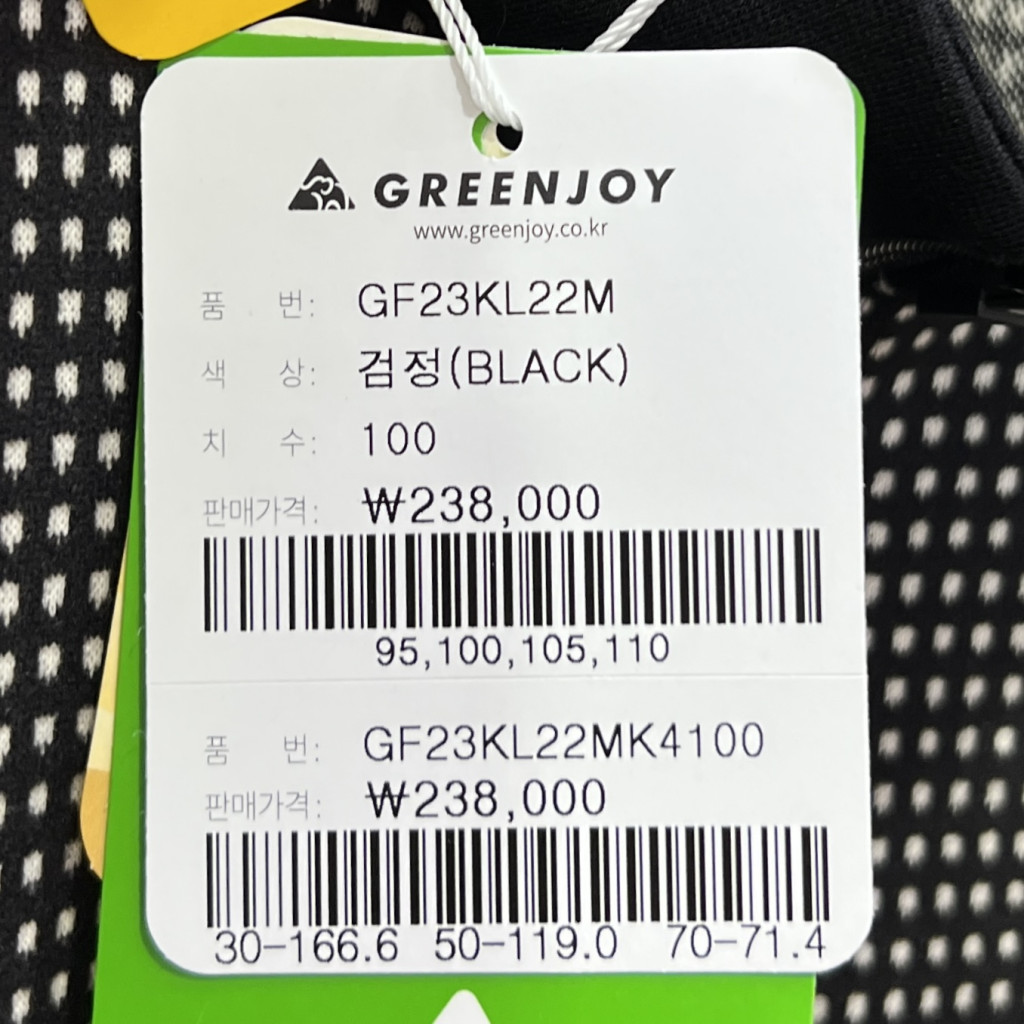 GREENJOY
www.greenjoy.co.kr
품 번: GF23KL22M
색 상: 검정(BLACK)
치 수: 100
판매가격: ₩238,000
95,100,105,110
품 번: GF23KL22MK4100
판매가격: ₩238,000
30-166.6 50-119.0 70-71.4